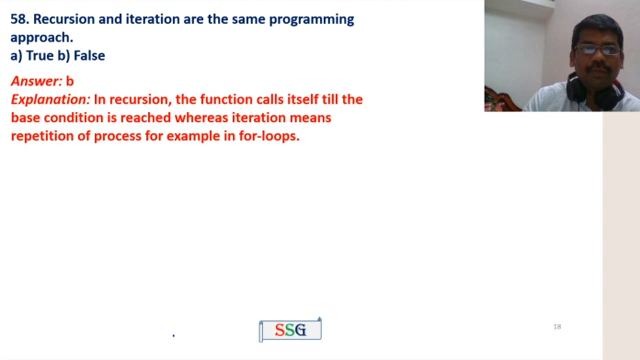 58. Recursion and iteration are the same programming
approach.
a) True b) False
Answer: b
Explanation: In recursion, the function calls itself till the
base condition is reached whereas iteration means
repetition of process for example in for-loops.
SSG
58